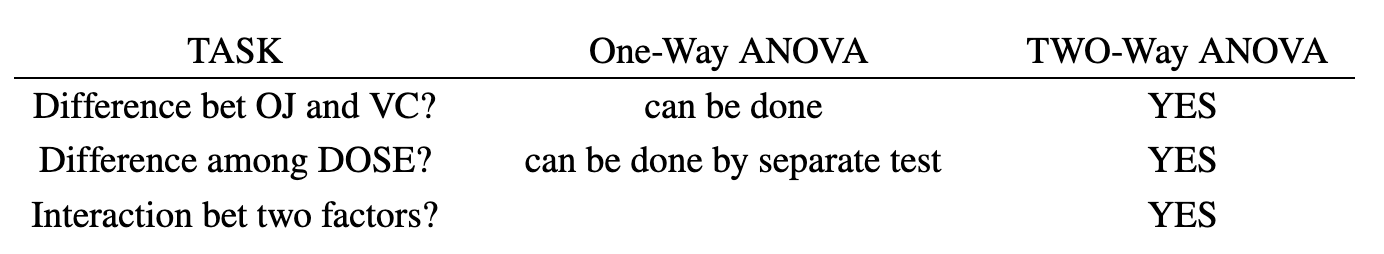 TASK One-Way ANOVA TWO-Way ANOVA
Difference bet OJ and VC? can be done YES
Difference among DOSE? can be done by separate test YES
Interaction bet two factors? YES